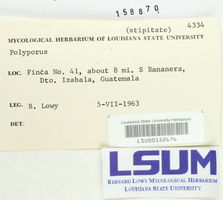 158870
(stipitate) 4334
MYCOLOGICAL HERBARIUM OF LOUISIANA STATE UNIVERSITY
Polyporus
LOC. Finca No. 41, about 8 mi. S Bananera,
Dto. Izabala, Guatemala
LEG. B. Lowy 5-VII-1963
DET.
Louisiana State University Herbarium
LSUM
BERNARD LOWY MYCOLOGICAL HERBARIUM
LOUISIANA STATE UNIVERSITY